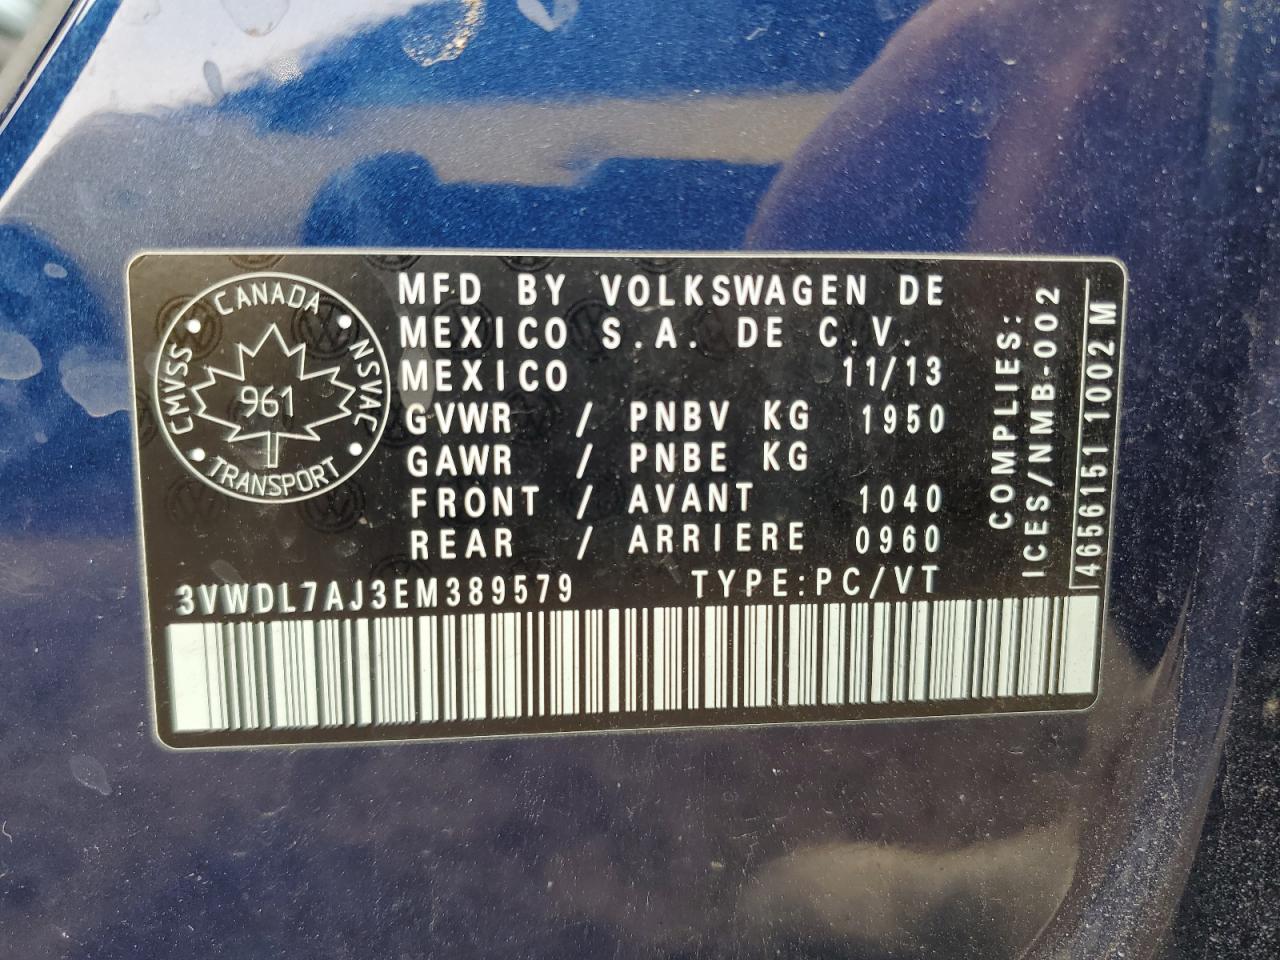 CANADA
CMVSS
NSVAC
961
TRANSPORT
MFD BY VOLKSWAGEN DE
MEXICO S.A. DE C.V.
MEXICO 11/13
GVWR / PNBV KG 1950
GAWR / PNBE KG
FRONT / AVANT 1040
REAR / ARRIERE 0960
3VWDL7AJ3EM389579 TYPE:PC/VT
COMPLIES:
ICES/NMB-002
4656151 1002 M